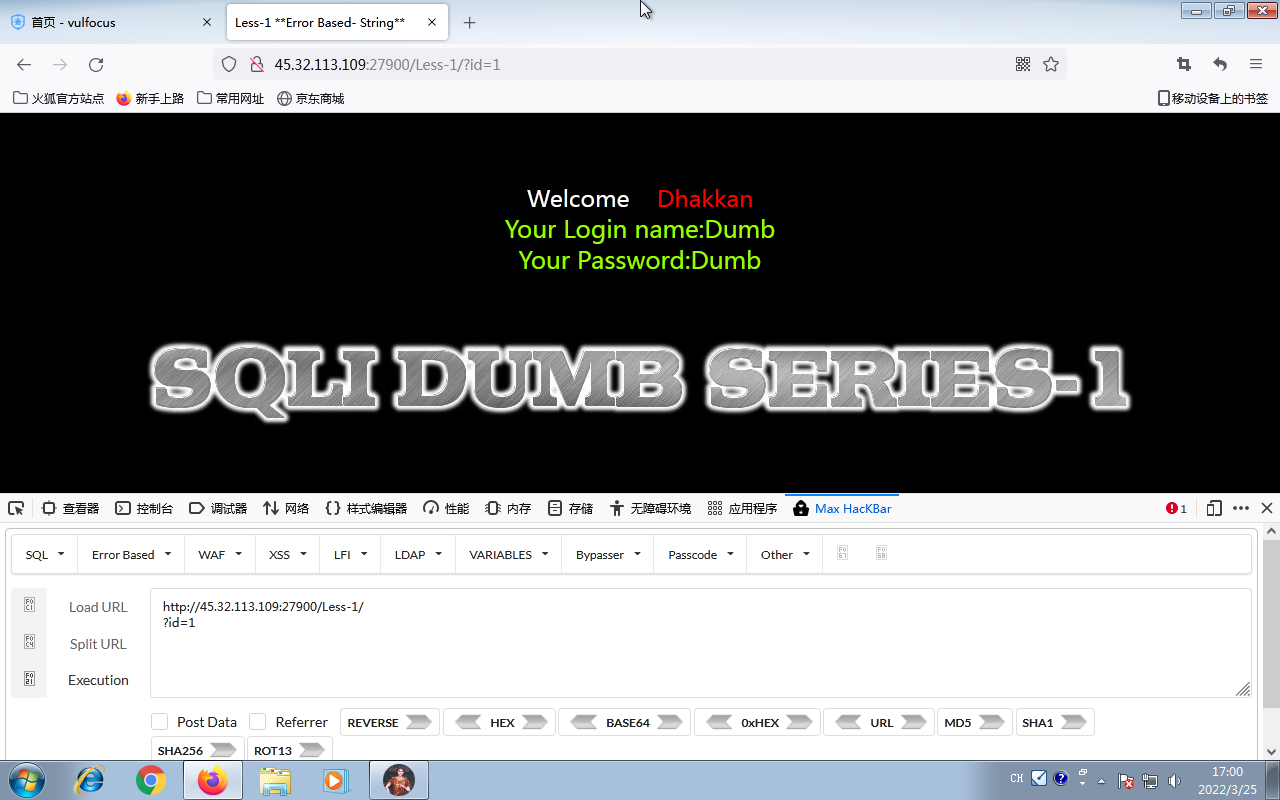 首页 - vulfocus
Less-1 **Error Based- String**
45.32.113.109:27900/Less-1/?id=1
火狐官方站点 新手上路 常用网址 京东商城 移动设备上的书签
Welcome Dhakkan
Your Login name:Dumb
Your Password:Dumb
SQLI DUMB SERIES-1
查看器 控制台 调试器 网络 样式编辑器 性能 内存 存储 无障碍环境 应用程序 Max HacKBar 1
SQL Error Based WAF XSS LFI LDAP VARIABLES Bypasser Passcode Other
Load URL
Split URL
Execution
http://45.32.113.109:27900/Less-1/
?id=1
Post Data Referrer REVERSE HEX BASE64 0xHEX URL MD5 SHA1
SHA256 ROT13
CH 17:00
2022/3/25